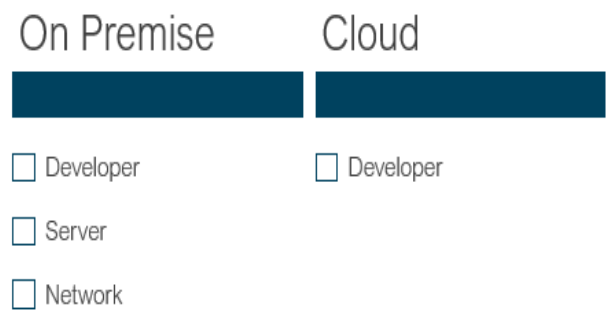 On Premise
Cloud
Developer
Developer
Server
Network